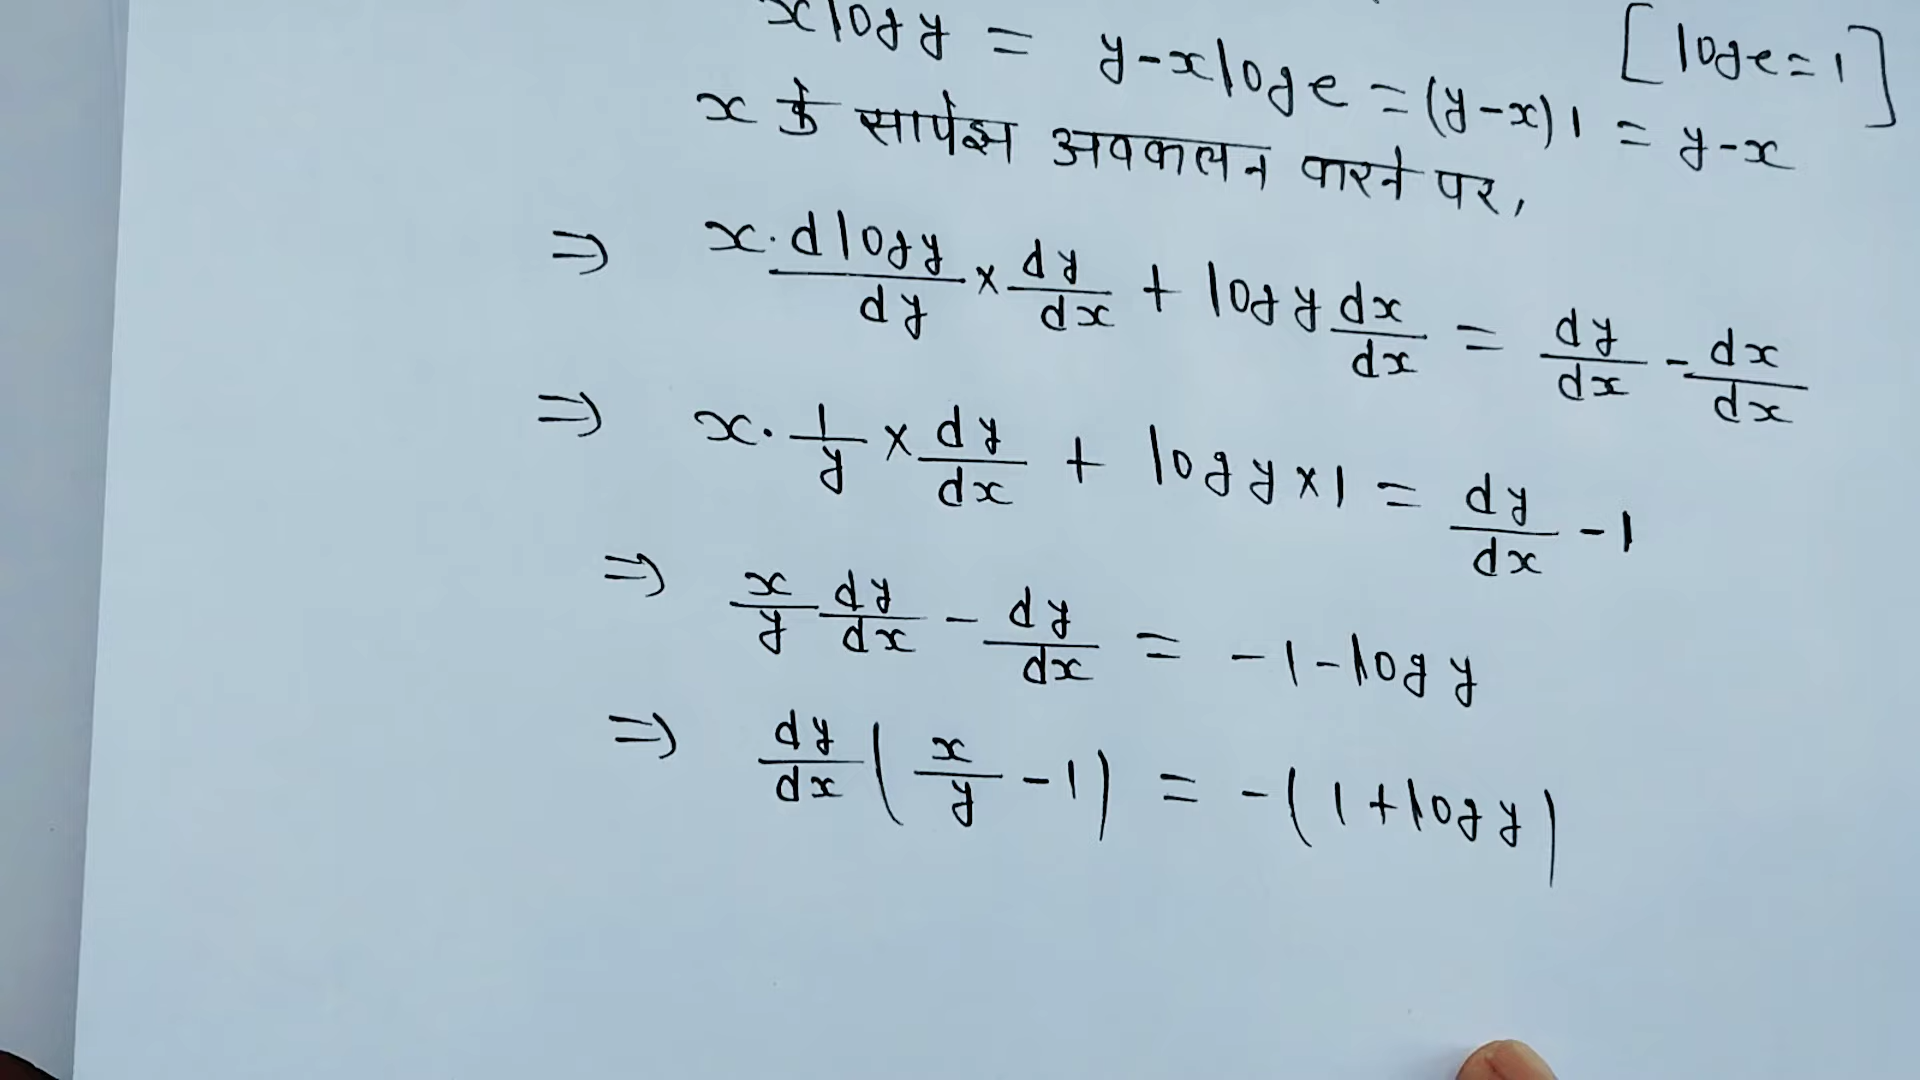 x log y = y-x log e = (y-x) 1 = y-x [log e = 1]
x के सापेक्ष अवकलन करने पर,
⇒ x. d log y/dy × dy/dx + log y dx/dx = dy/dx - dx/dx
⇒ x. 1/y × dy/dx + log y × 1 = dy/dx - 1
⇒ x/y dy/dx - dy/dx = -1 - log y
⇒ dy/dx (x/y - 1) = -(1 + log y)